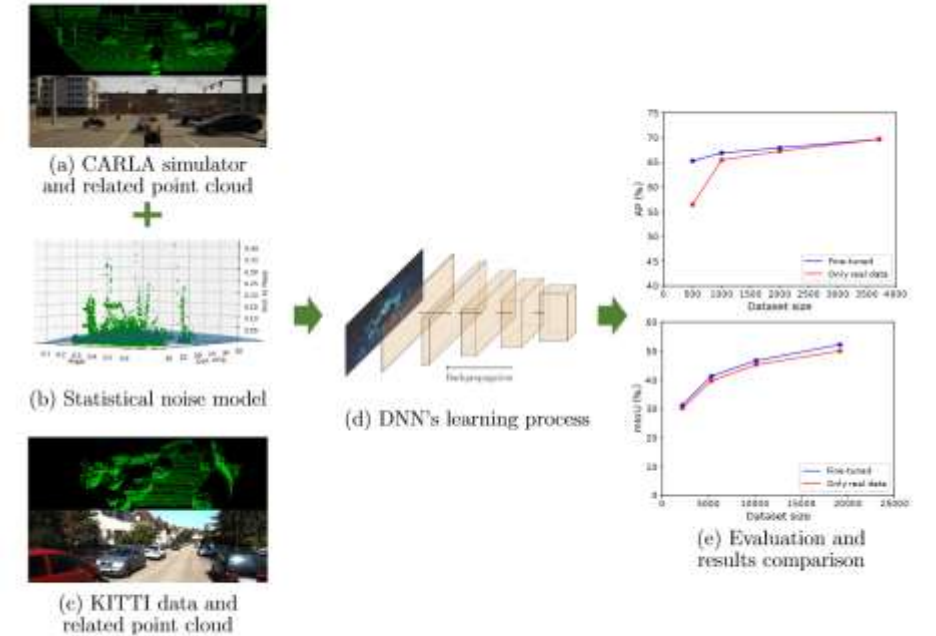 (a) CARLA simulator
and related point cloud
+
(b) Statistical noise model
(c) KITTI data and
related point cloud
Backpropagation
(d) DNN's learning process
75
70
65
60
55
50
45
40
AP (%)
0 500 1000 1500 2000 2500 3000 3500 4000
Dataset size
Fine-tuned
Only real data
60
50
40
30
20
10
0
mIoU (%)
0 5000 10000 15000 20000 25000
Dataset size
Fine-tuned
Only real data
(e) Evaluation and
results comparison